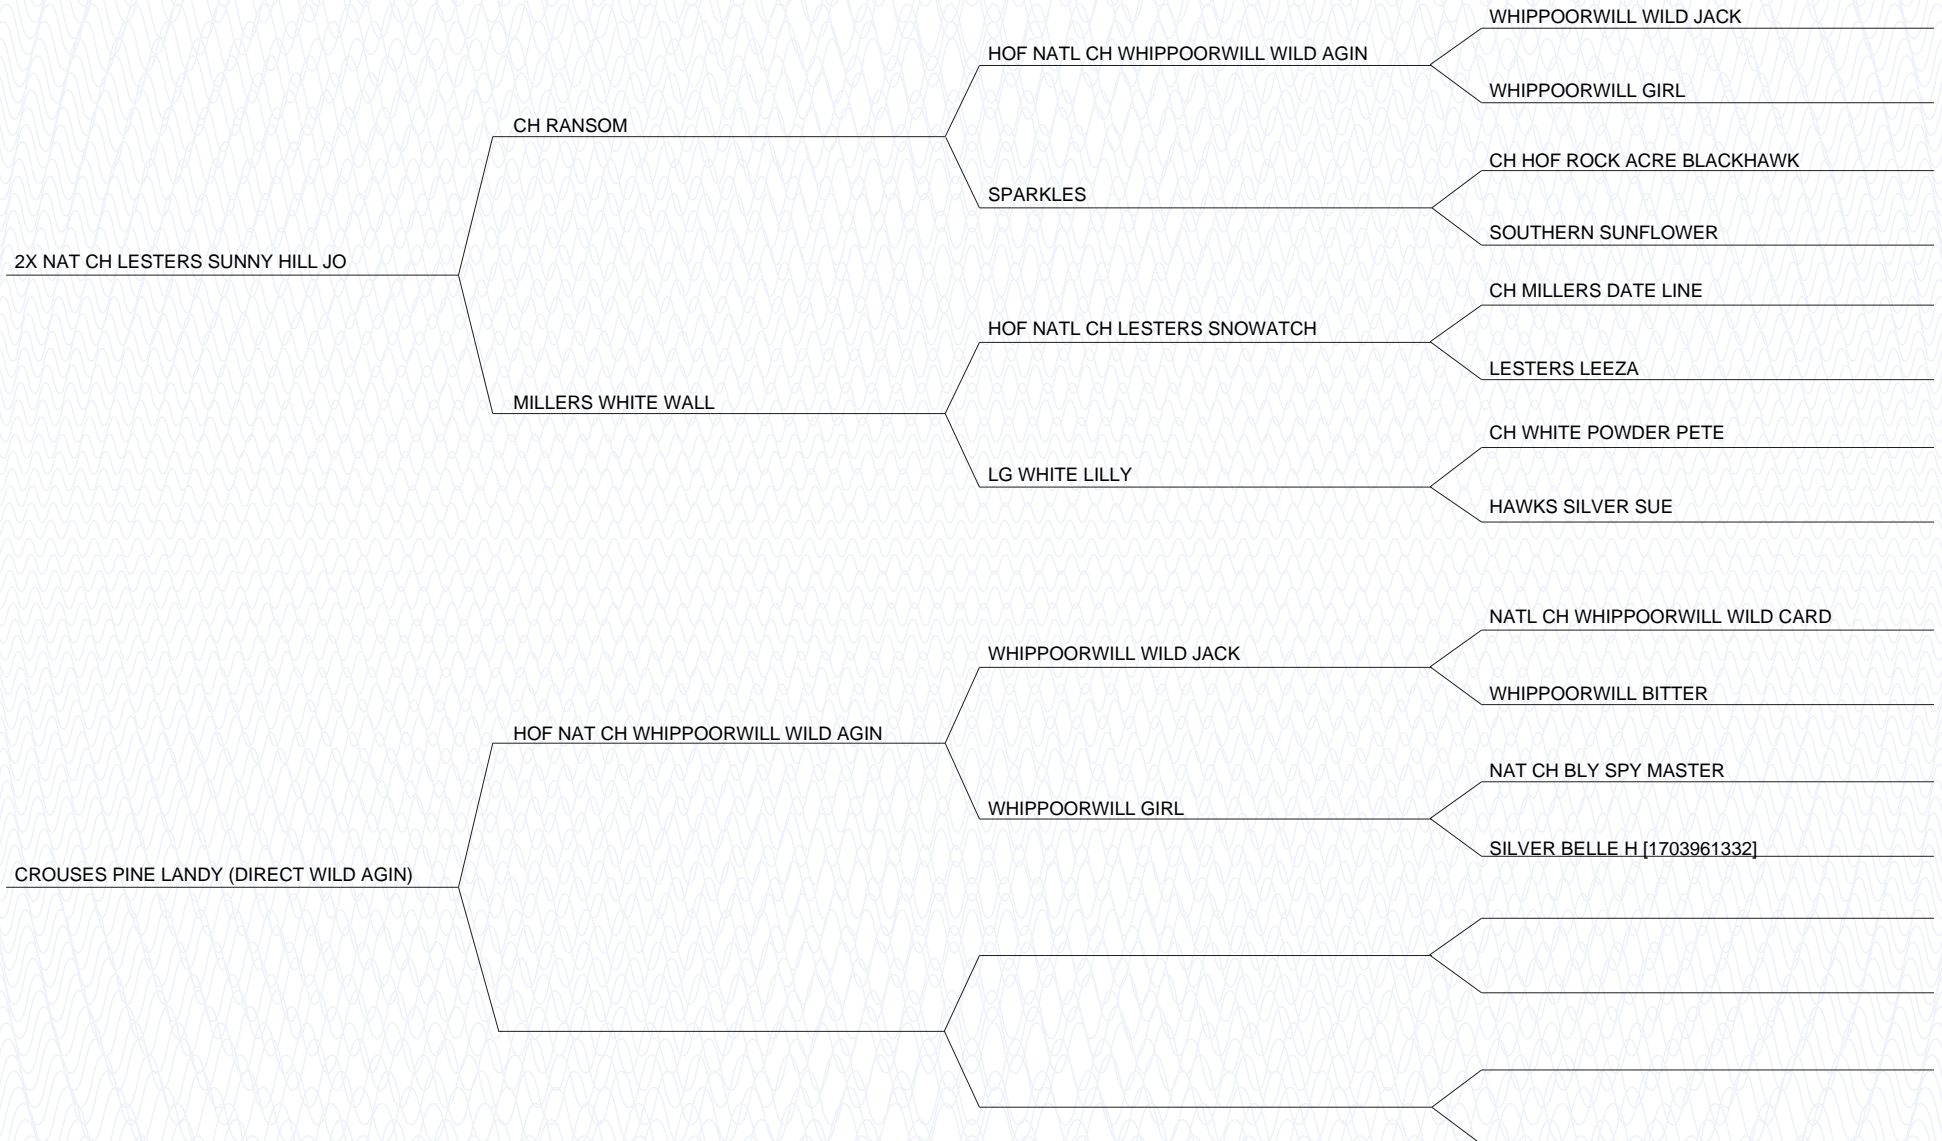 WHIPPOORWILL WILD JACK
HOF NATL CH WHIPPOORWILL WILD AGIN
WHIPPOORWILL GIRL
CH RANSOM
CH HOF ROCK ACRE BLACKHAWK
SPARKLES
SOUTHERN SUNFLOWER
2X NAT CH LESTERS SUNNY HILL JO
CH MILLERS DATE LINE
HOF NATL CH LESTERS SNOWATCH
LESTERS LEEZA
MILLERS WHITE WALL
CH WHITE POWDER PETE
LG WHITE LILLY
HAWKS SILVER SUE
NATL CH WHIPPOORWILL WILD CARD
WHIPPOORWILL WILD JACK
WHIPPOORWILL BITTER
HOF NAT CH WHIPPOORWILL WILD AGIN
NAT CH BLY SPY MASTER
WHIPPOORWILL GIRL
SILVER BELLE H [1703961332]
CROUSES PINE LANDY (DIRECT WILD AGIN)